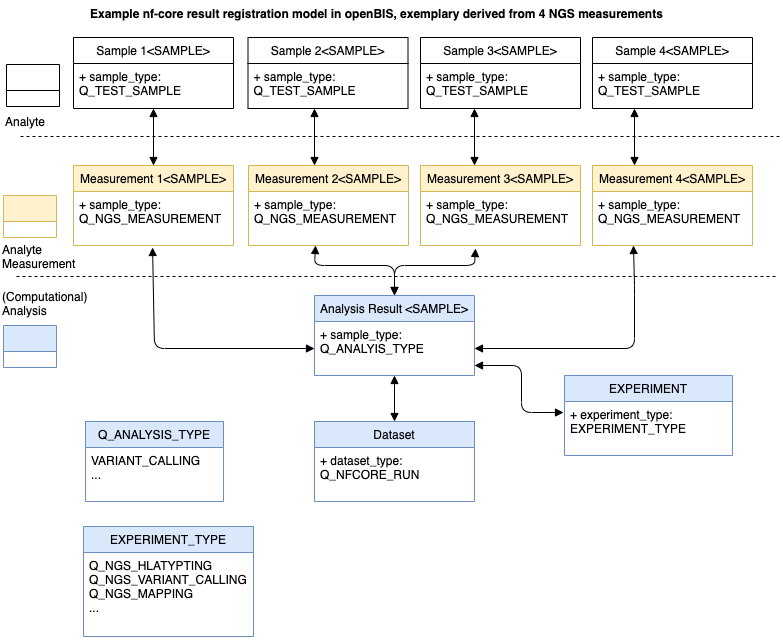 Example nf-core result registration model in openBIS, exemplary derived from 4 NGS measurements
Sample 1<SAMPLE>
+ sample_type:
Q_TEST_SAMPLE
Sample 2<SAMPLE>
+ sample_type:
Q_TEST_SAMPLE
Sample 3<SAMPLE>
+ sample_type:
Q_TEST_SAMPLE
Sample 4<SAMPLE>
+ sample_type:
Q_TEST_SAMPLE
Analyte
Measurement 1<SAMPLE>
+ sample_type:
Q_NGS_MEASUREMENT
Measurement 2<SAMPLE>
+ sample_type:
Q_NGS_MEASUREMENT
Measurement 3<SAMPLE>
+ sample_type:
Q_NGS_MEASUREMENT
Measurement 4<SAMPLE>
+ sample_type:
Q_NGS_MEASUREMENT
Analyte
Measurement
(Computational)
Analysis
Analysis Result <SAMPLE>
+ sample_type:
Q_ANALYIS_TYPE
EXPERIMENT
+ experiment_type:
EXPERIMENT_TYPE
Q_ANALYSIS_TYPE
VARIANT_CALLING
...
Dataset
+ dataset_type:
Q_NFCORE_RUN
EXPERIMENT_TYPE
Q_NGS_HLATYPTING
Q_NGS_VARIANT_CALLING
Q_NGS_MAPPING
...